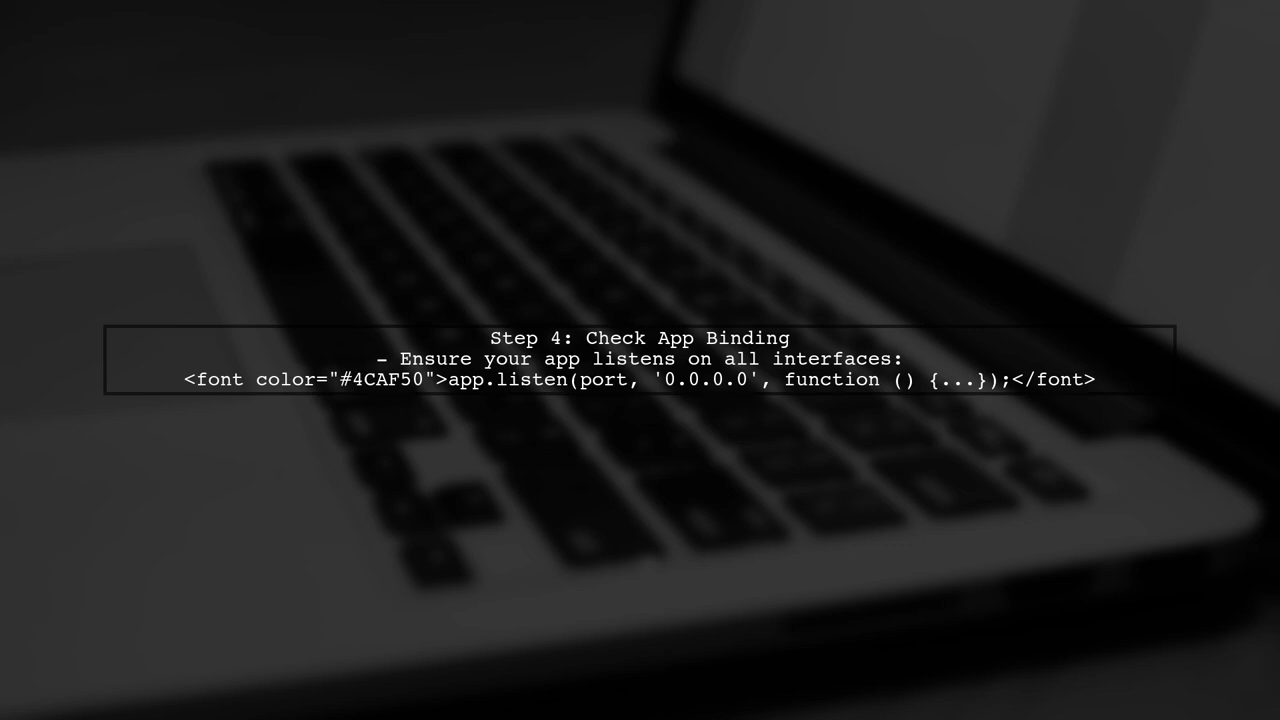 Step 4: Check App Binding
- Ensure your app listens on all interfaces:
<font color="#4CAF50">app.listen(port, '0.0.0.0', function () {...});</font>